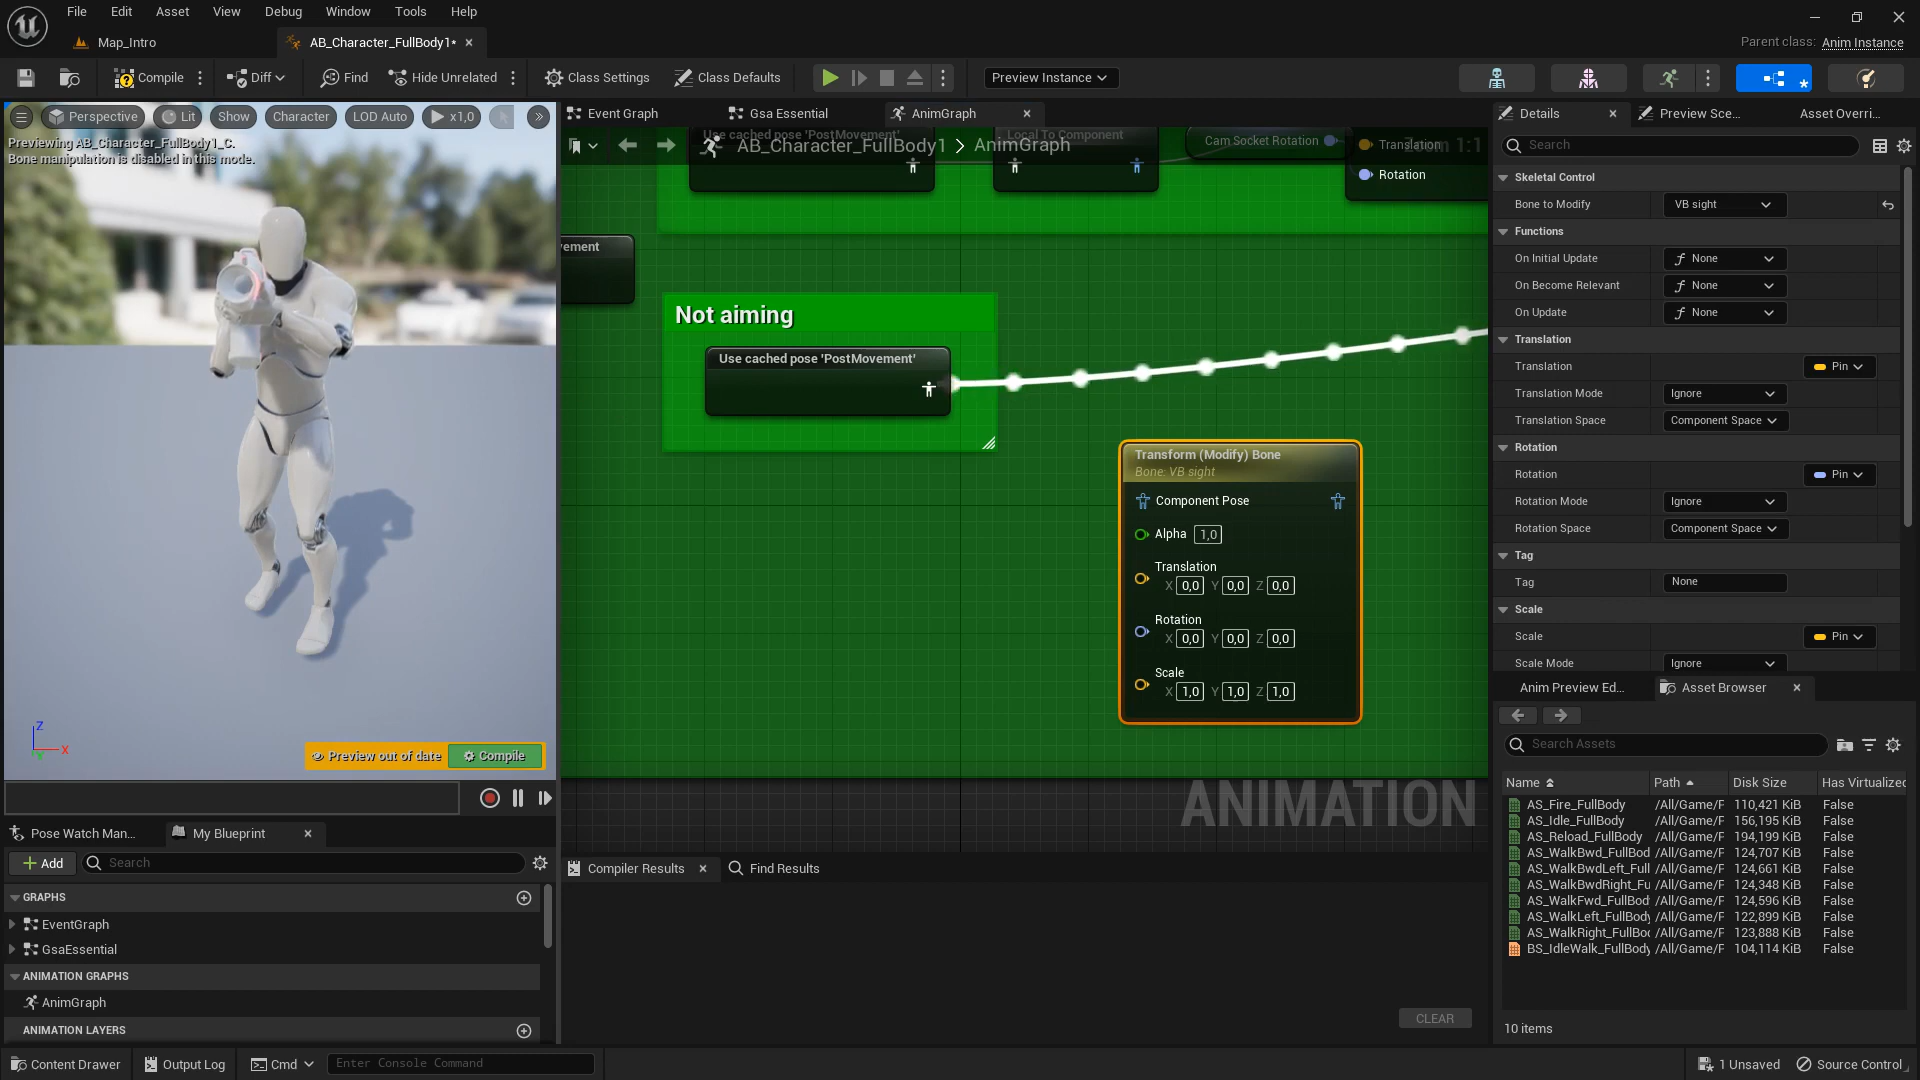 File Edit Asset View Debug Window Tools Help
Map_Intro
AB_Character_FullBody1*
Parent class: Anim Instance
Compile
Diff
Find
Hide Unrelated
Class Settings
Class Defaults
Preview Instance
Perspective
Lit
Show
Character
LOD Auto
x1,0
Previewing AB_Character_FullBody1_C.
Bone manipulation is disabled in this mode.
Z
X
Y
Preview out of date
Compile
Pose Watch Man...
My Blueprint
Add
Search
GRAPHS
EventGraph
GsaEssential
ANIMATION GRAPHS
AnimGraph
ANIMATION LAYERS
Event Graph
Gsa Essential
AnimGraph
Use cached pose 'PostMovement'
Local To Component
AB_Character_FullBody1 > AnimGraph
Cam Socket Rotation
Translation
Zoom 1:1
Rotation
vement
Not aiming
Use cached pose 'PostMovement'
Transform (Modify) Bone
Bone: VB sight
Component Pose
Alpha 1,0
Translation
X 0,0 Y 0,0 Z 0,0
Rotation
X 0,0 Y 0,0 Z 0,0
Scale
X 1,0 Y 1,0 Z 1,0
ANIMATION
Compiler Results
Find Results
CLEAR
Details
Preview Sce...
Asset Overri...
Search
Skeletal Control
Bone to Modify VB sight
Functions
On Initial Update None
On Become Relevant None
On Update None
Translation
Translation Pin
Translation Mode Ignore
Translation Space Component Space
Rotation
Rotation Pin
Rotation Mode Ignore
Rotation Space Component Space
Tag
Tag None
Scale
Scale Pin
Scale Mode Ignore
Anim Preview Ed...
Asset Browser
Search Assets
Name Path Disk Size Has Virtualized
AS_Fire_FullBody /All/Game/F 110,421 KiB False
AS_Idle_FullBody /All/Game/F 156,195 KiB False
AS_Reload_FullBody /All/Game/F 194,199 KiB False
AS_WalkBwd_FullBod /All/Game/F 124,707 KiB False
AS_WalkBwdLeft_Full /All/Game/F 124,661 KiB False
AS_WalkBwdRight_Fu /All/Game/F 124,348 KiB False
AS_WalkFwd_FullBod /All/Game/F 124,596 KiB False
AS_WalkLeft_FullBody /All/Game/F 122,899 KiB False
AS_WalkRight_FullBod /All/Game/F 123,888 KiB False
BS_IdleWalk_FullBody /All/Game/F 104,114 KiB False
10 items
Content Drawer
Output Log
Cmd
Enter Console Command
1 Unsaved
Source Control